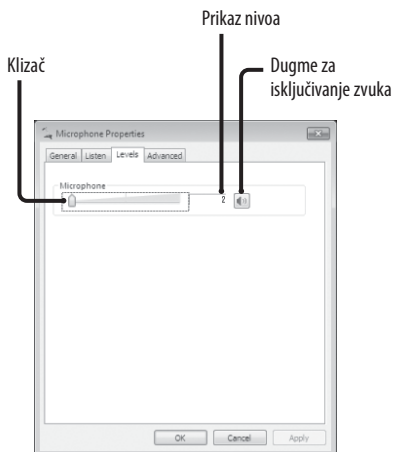 Prikaz nivoa
Klizač
Dugme za
isključivanje zvuka
Microphone Properties
General Listen Levels Advanced
Microphone
2
OK Cancel Apply